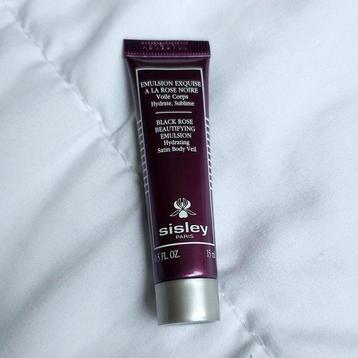 EMULSION EXQUISE
A LA ROSE NOIRE
Voile Corps
Hydrate, Sublime
BLACK ROSE
BEAUTIFYING
EMULSION
Hydrating
Satin Body Veil
sisley
PARIS
.5 FL. OZ. 15 ml